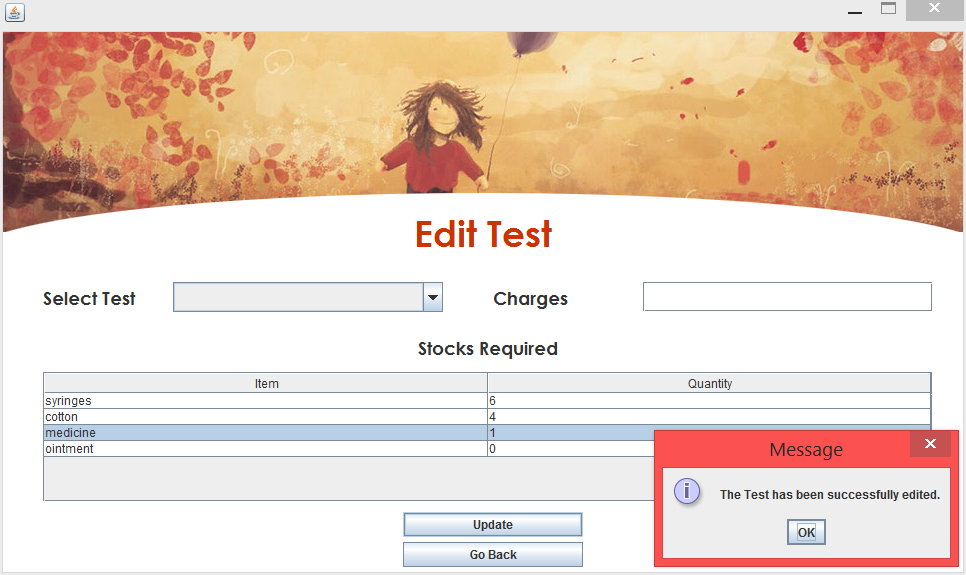 Edit Test
Select Test
Charges
Stocks Required
Item Quantity
syringes 6
cotton 4
medicine 1
ointment 0
Message
The Test has been successfully edited.
OK
Update
Go Back